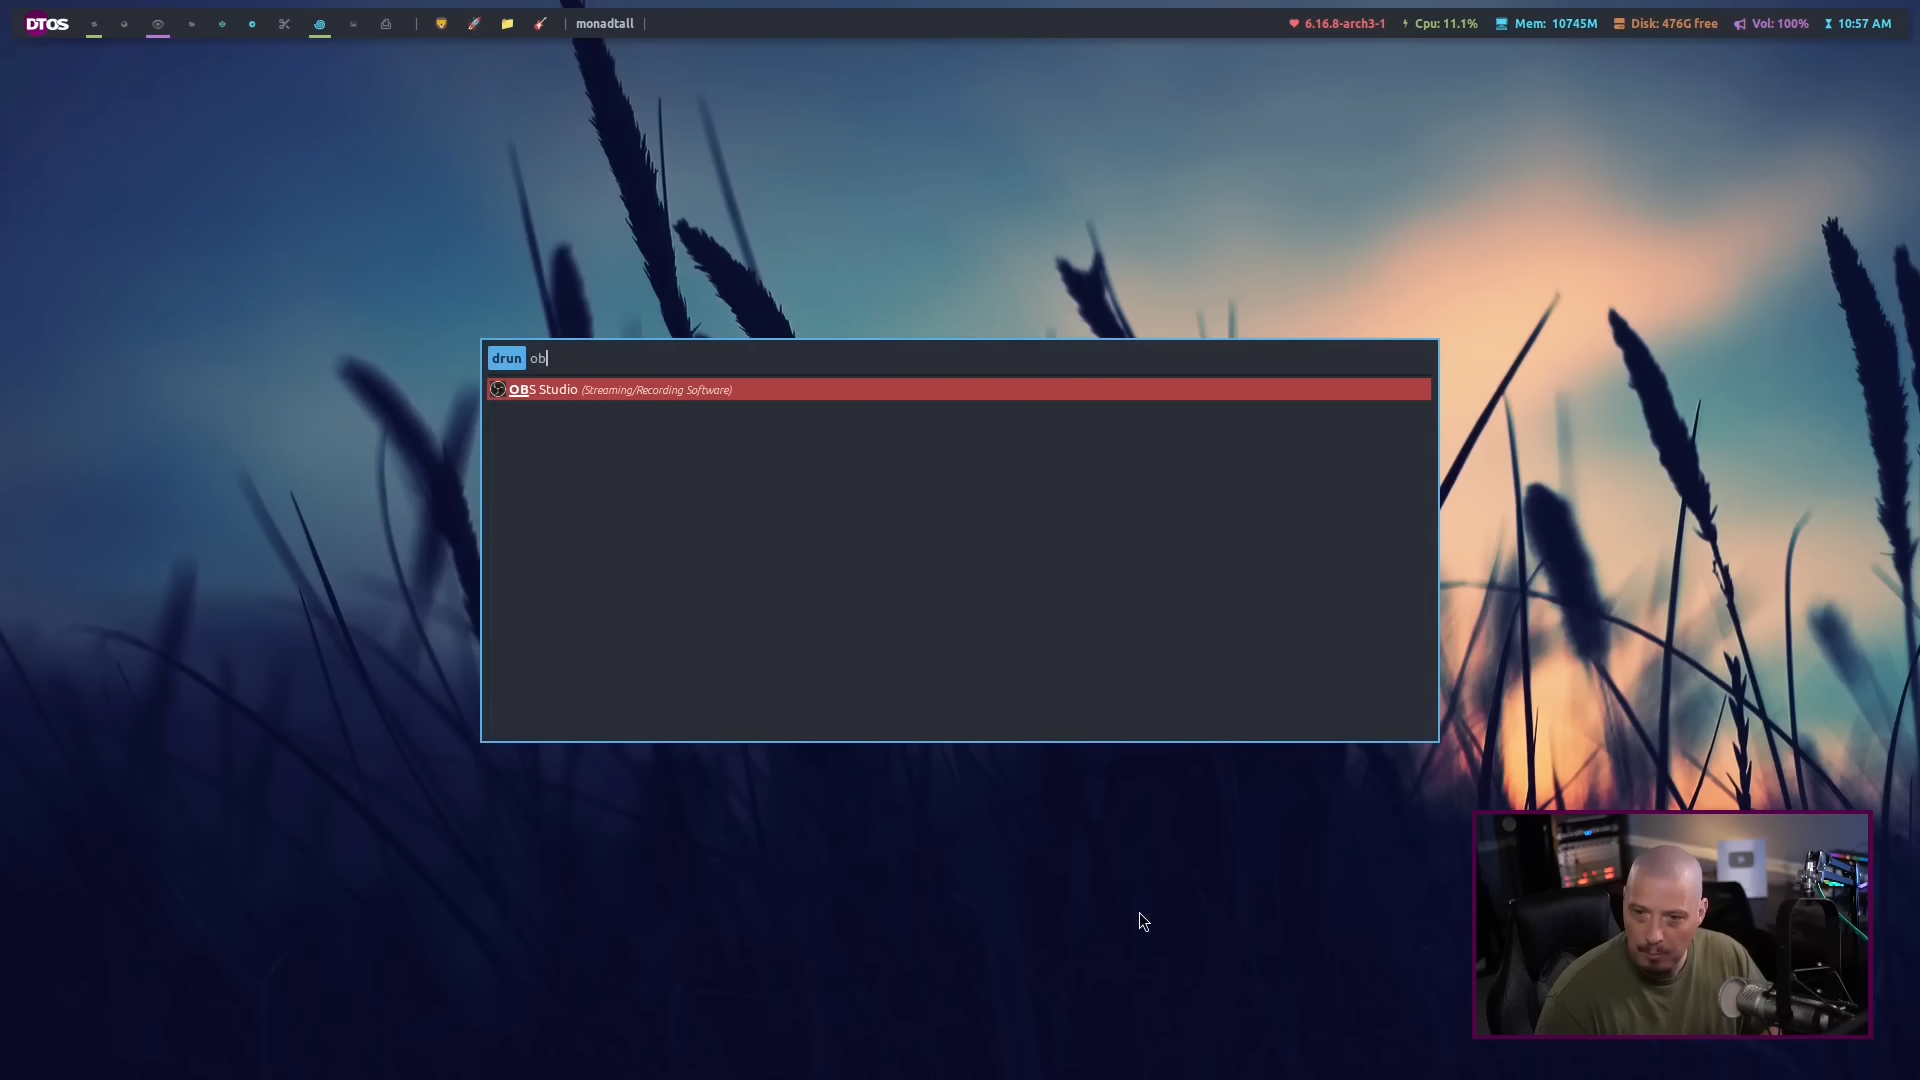 DTOS | monadtall | 6.16.8-arch3-1 Cpu: 11.1% Mem: 10745M Disk: 476G free Vol: 100% 10:57 AM
drun ob
OBS Studio (Streaming/Recording Software)